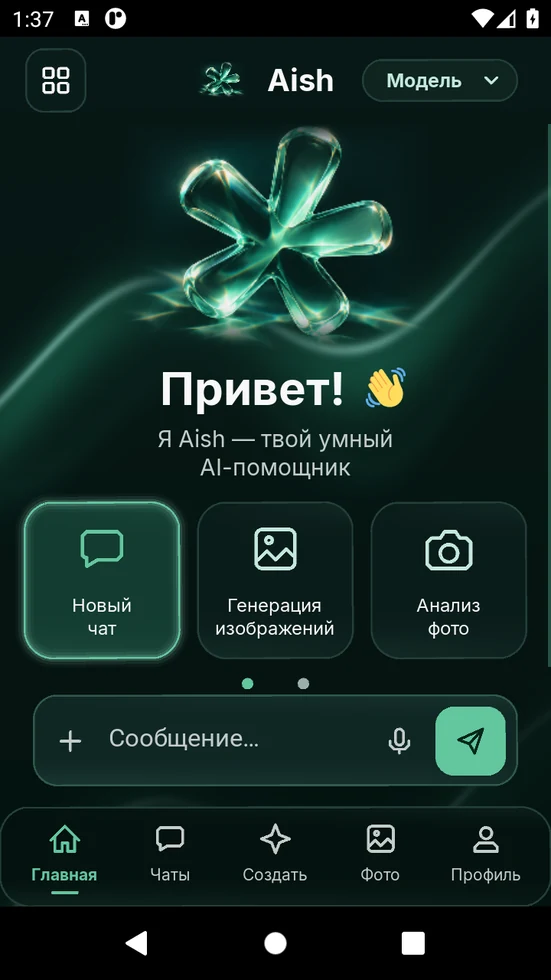 1:37
A
Aish
Модель
Привет! 👋
Я Aish — твой умный
AI-помощник
Новый
чат
Генерация
изображений
Анализ
фото
Сообщение...
Главная
Чаты
Создать
Фото
Профиль